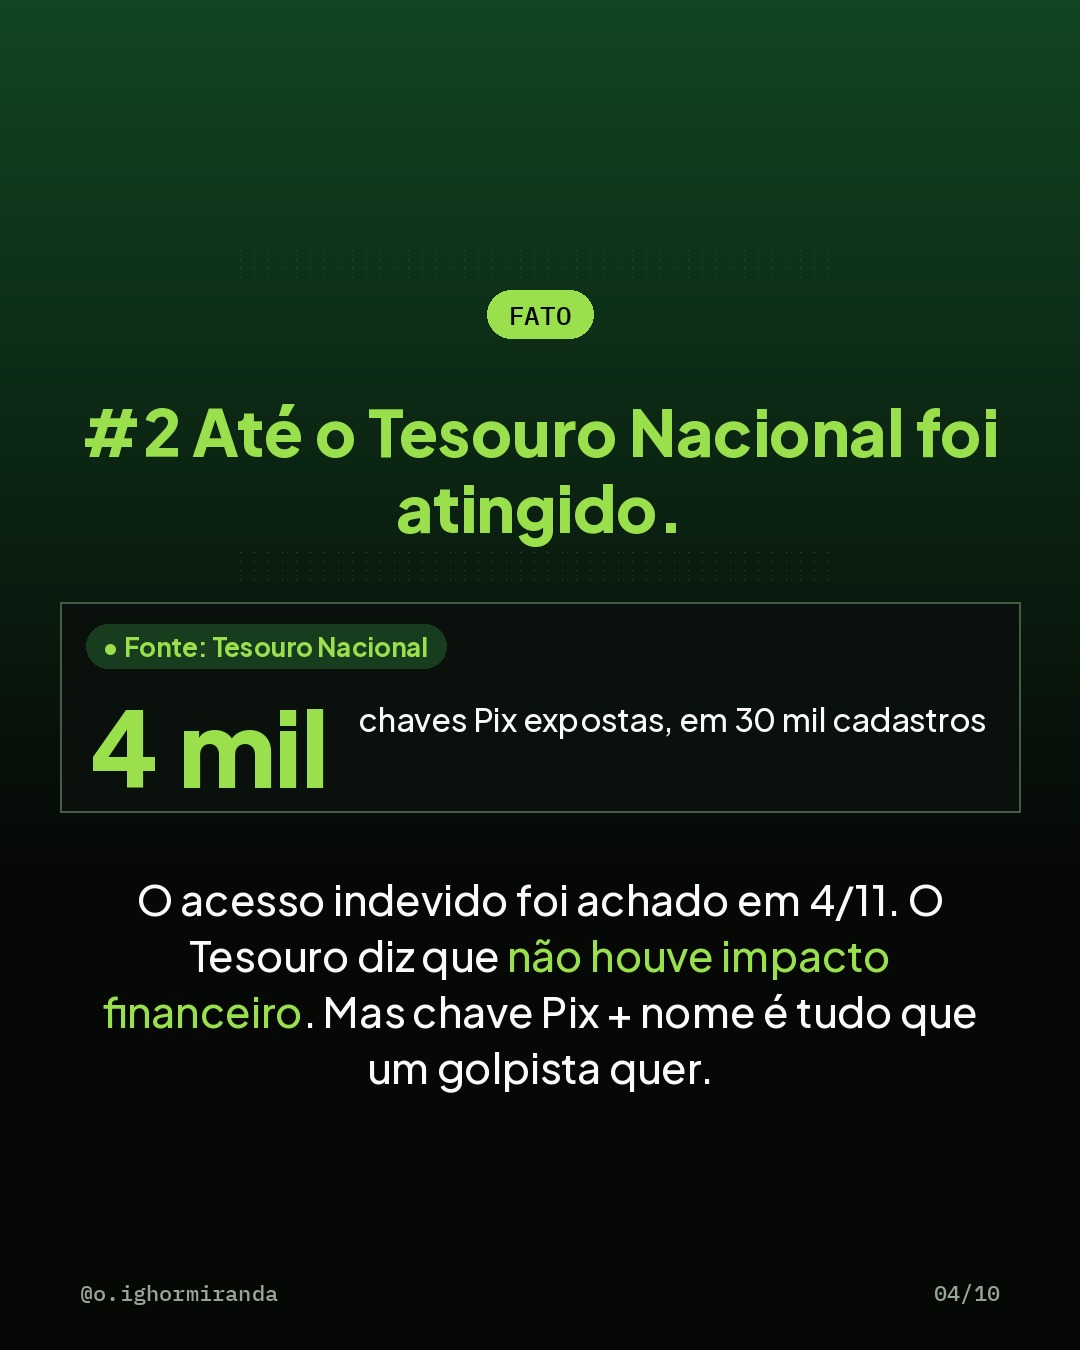 FATO
#2 Até o Tesouro Nacional foi
atingido.
• Fonte: Tesouro Nacional
4 mil chaves Pix expostas, em 30 mil cadastros
O acesso indevido foi achado em 4/11. O
Tesouro diz que não houve impacto
financeiro. Mas chave Pix + nome é tudo que
um golpista quer.
@o.ighormiranda
04/10